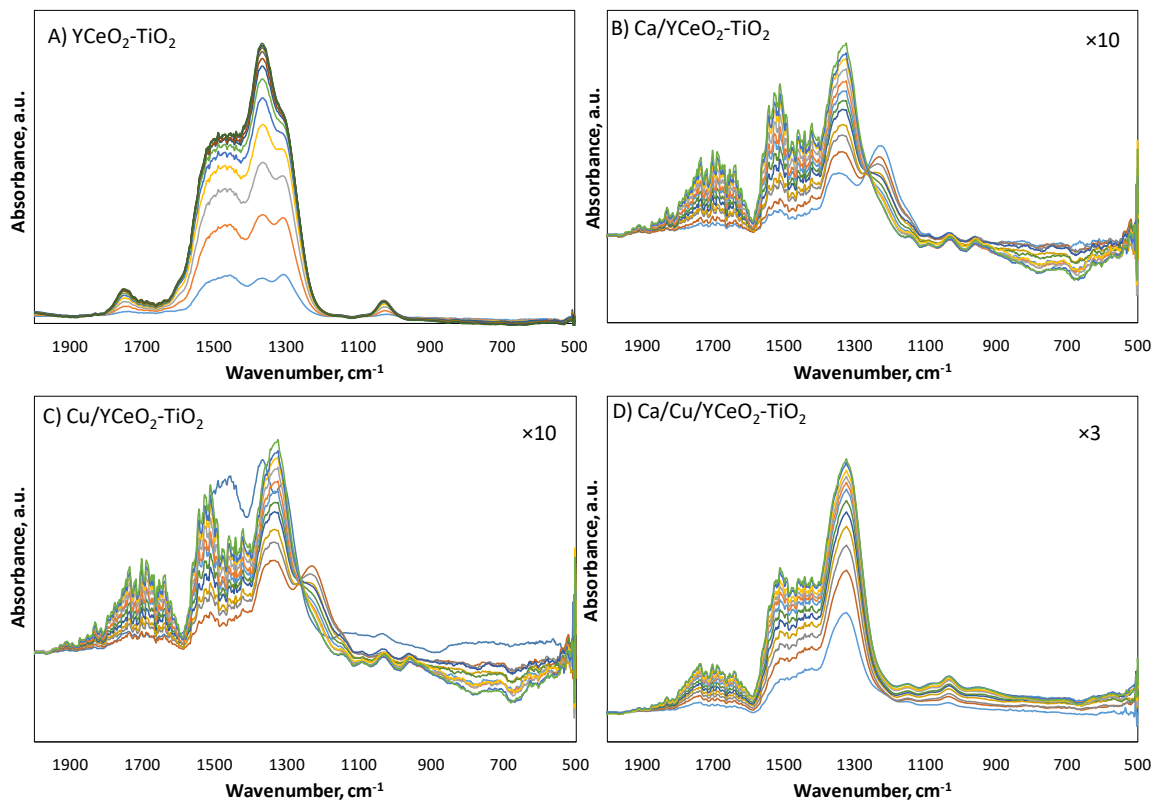 A) YCeO₂-TiO₂
Absorbance, a.u.
1900 1700 1500 1300 1100 900 700 500
Wavenumber, cm⁻¹
B) Ca/YCeO₂-TiO₂
×10
Absorbance, a.u.
1900 1700 1500 1300 1100 900 700 500
Wavenumber, cm⁻¹
C) Cu/YCeO₂-TiO₂
×10
Absorbance, a.u.
1900 1700 1500 1300 1100 900 700 500
Wavenumber, cm⁻¹
D) Ca/Cu/YCeO₂-TiO₂
×3
Absorbance, a.u.
1900 1700 1500 1300 1100 900 700 500
Wavenumber, cm⁻¹